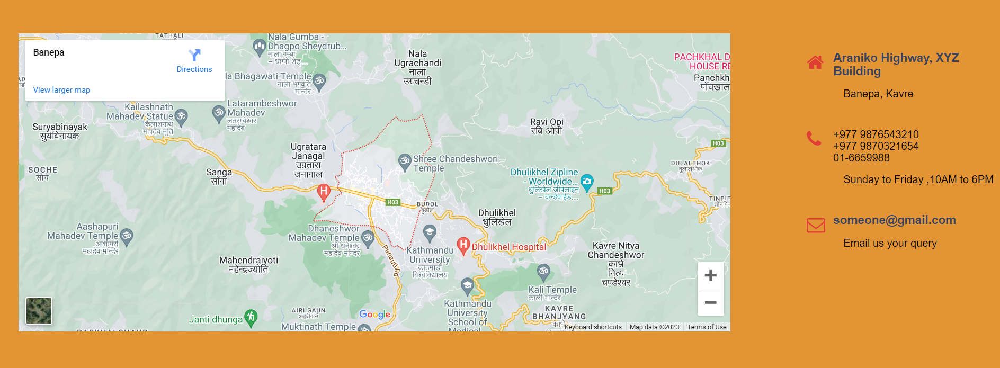 TATHALI
Banepa
Directions
View larger map
Nala Gumba -
Dhagpo Sheydrub...
नाला गुम्बा
– धाग्पो शेड्...
la Bhagawati Temple
नाला भगवति
मन्दिर
Nala
Ugrachandi
नाला
उग्रचन्डी
PACHKHAL D
HOUSE RE
Panchkh
पाँचखाल
Kailashnath
Mahadev Statue
कैलाशनाथ
महादेव मूर्ति
Latarambeshwor
Mahadev
लतरम्बेश्वर
महादेब
Suryabinayak
सुर्यविनायक
Ravi Opi
रबि ओपी
Ugratara
Janagal
उग्रतारा
जनागाल
H03
Shree Chandeshwori
Temple
DULALTHOK
दुलालथोक
SOCHE
सोचे
Sanga
साँगा
Dhulikhel Zipline
- Worldwide...
धुलिखेल जीपलाइन
– वर्ल्डवाईड...
H
H03
H03
BUDOL
बुडोल
TINPIP
तीनपिप
Dhulikhel
धुलिखेल
Aashapuri
Mahadev Temple
आशापुरी
महादेव मन्दिर
Dhaneshwor
Mahadev Temple
श्री धनेश्वर
महादेव मन्दिर
Panauti Rd
Kathmandu
University
काठमाडौं
विश्वविद्यालय
H
Dhulikhel Hospital
Kavre Nitya
Chandeshwor
काभ्रे
नित्य
चण्डेश्वर
Mahendrajyoti
महेन्द्रज्योति
Kali Temple
काली मन्दिर
Kathmandu
University
School of
Medical
KAVRE
BHANJYANG
Janti dhunga
AIRI GAUN
अईरीगाउँ
Muktinath Temple
Google
Keyboard shortcuts
Map data ©2023
Terms of Use
Araniko Highway, XYZ
Building
Banepa, Kavre
+977 9876543210
+977 9870321654
01-6659988
Sunday to Friday ,10AM to 6PM
someone@gmail.com
Email us your query